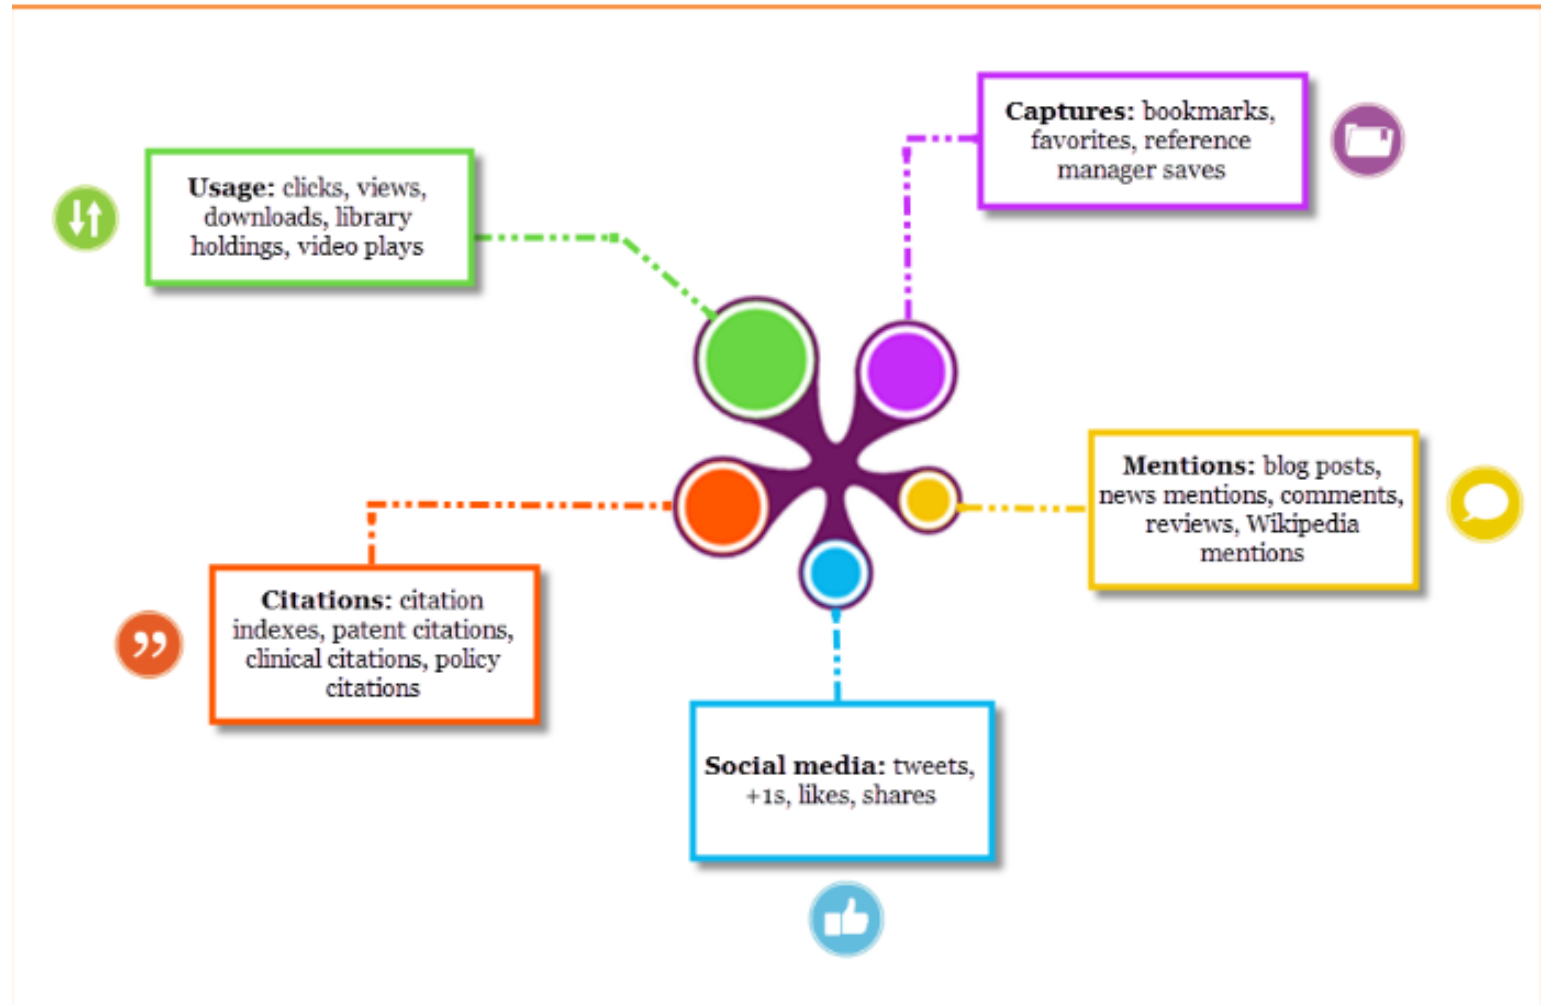 Captures: bookmarks,
favorites, reference
manager saves
Usage: clicks, views,
downloads, library
holdings, video plays
Mentions: blog posts,
news mentions, comments,
reviews, Wikipedia
mentions
Citations: citation
indexes, patent citations,
clinical citations, policy
citations
Social media: tweets,
+1s, likes, shares